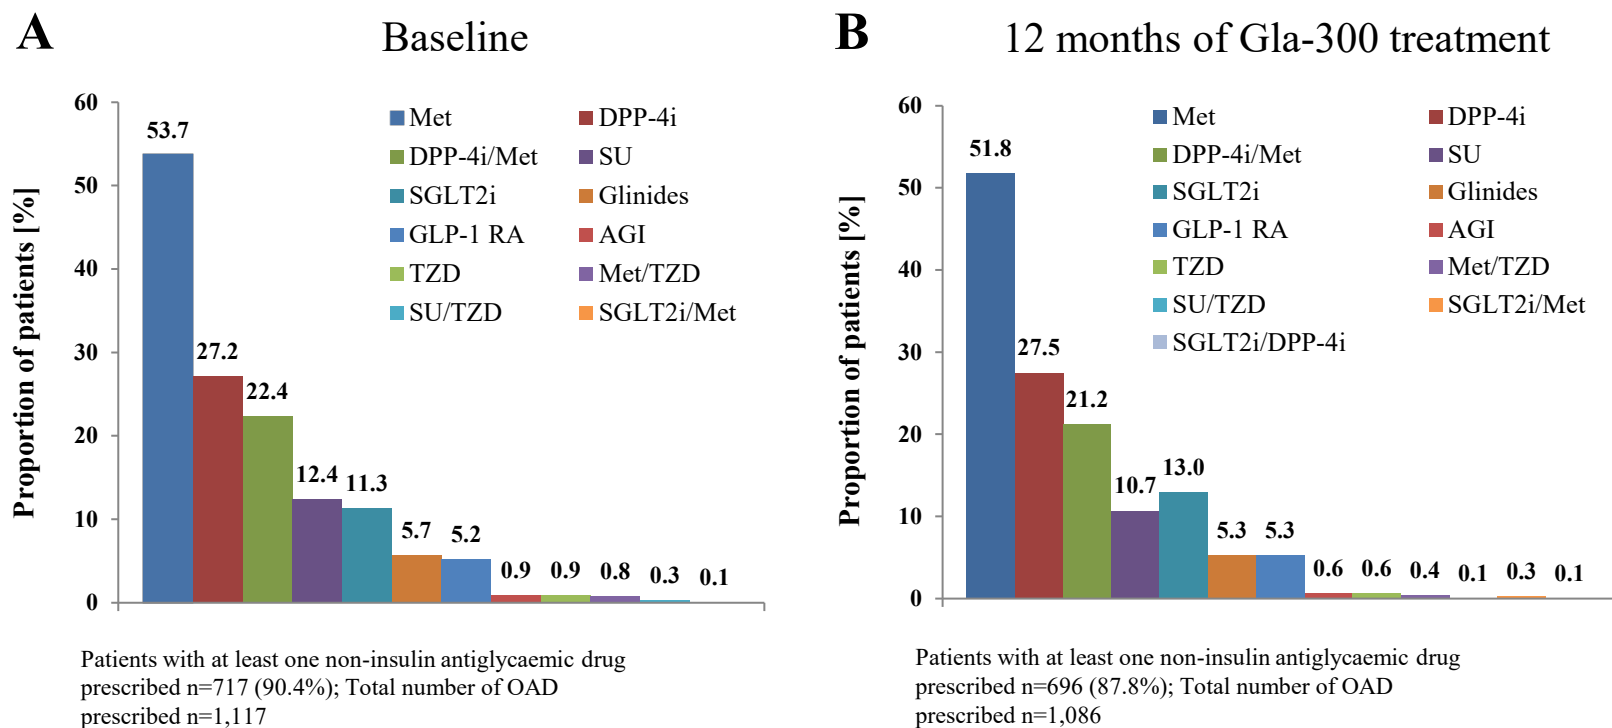 A
Baseline
Proportion of patients [%]
60
50
40
30
20
10
0
53.7
27.2
22.4
12.4
11.3
5.7
5.2
0.9
0.9
0.8
0.3
0.1
Met
DPP-4i
DPP-4i/Met
SU
SGLT2i
Glinides
GLP-1 RA
AGI
TZD
Met/TZD
SU/TZD
SGLT2i/Met
Patients with at least one non-insulin antiglycaemic drug
prescribed n=717 (90.4%); Total number of OAD
prescribed n=1,117
B
12 months of Gla-300 treatment
Proportion of patients [%]
60
50
40
30
20
10
0
51.8
27.5
21.2
10.7
13.0
5.3
5.3
0.6
0.6
0.4
0.1
0.3
0.1
Met
DPP-4i
DPP-4i/Met
SU
SGLT2i
Glinides
GLP-1 RA
AGI
TZD
Met/TZD
SU/TZD
SGLT2i/Met
SGLT2i/DPP-4i
Patients with at least one non-insulin antiglycaemic drug
prescribed n=696 (87.8%); Total number of OAD
prescribed n=1,086